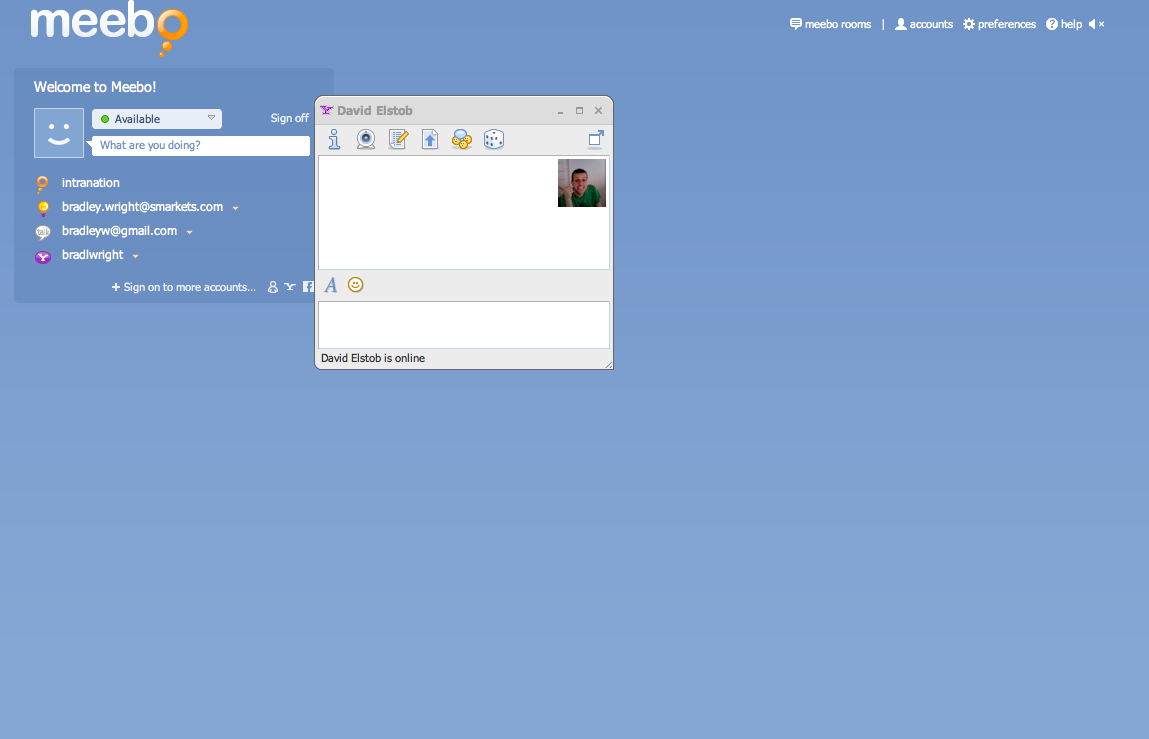 meebo
meebo rooms | accounts preferences help
Welcome to Meebo!
Available
Sign off
What are you doing?
intranation
bradley.wright@smarkets.com
talk
bradleyw@gmail.com
bradlwright
+ Sign on to more accounts...
David Elstob
A
David Elstob is online